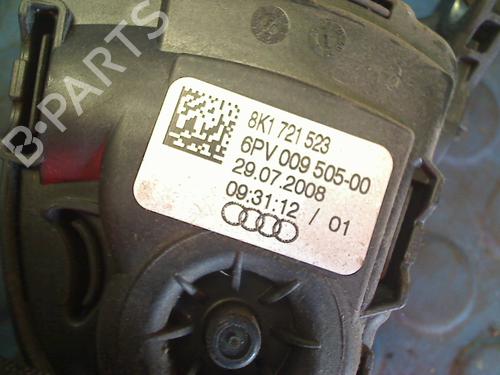 B-PARTS
8K1 721 523
6PV 009 505-00
29.07.2008
09:31:12 / 01